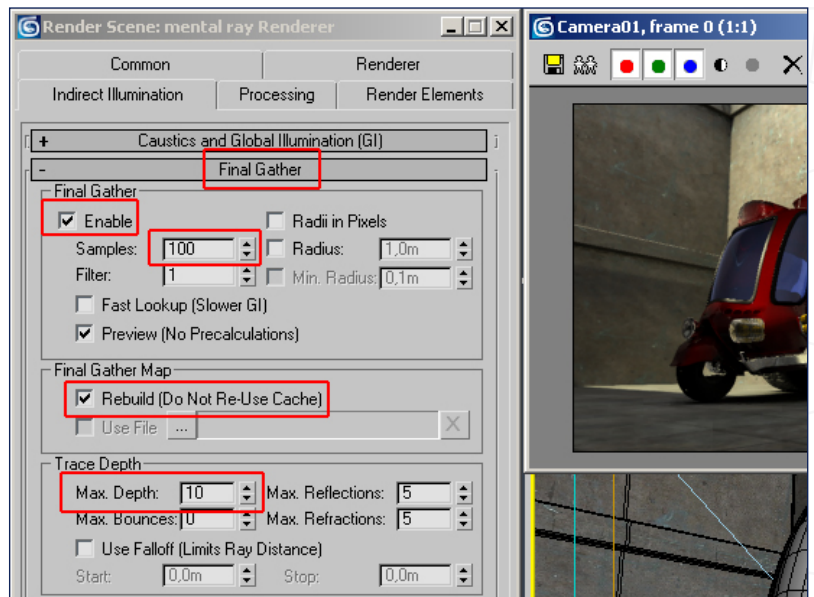 Render Scene: mental ray Renderer
Common Renderer
Indirect Illumination Processing Render Elements
+ Caustics and Global Illumination (GI)
- Final Gather
Final Gather
Enable Radii in Pixels
Samples: 100 Radius: 1,0m
Filter: 1 Min. Radius: 0,1m
Fast Lookup (Slower GI)
Preview (No Precalculations)
Final Gather Map
Rebuild (Do Not Re-Use Cache)
Use File ... X
Trace Depth
Max. Depth: 10 Max. Reflections: 5
Max. Bounces: 0 Max. Refractions: 5
Use Falloff (Limits Ray Distance)
Start: 0,0m Stop: 0,0m
Camera01, frame 0 (1:1)